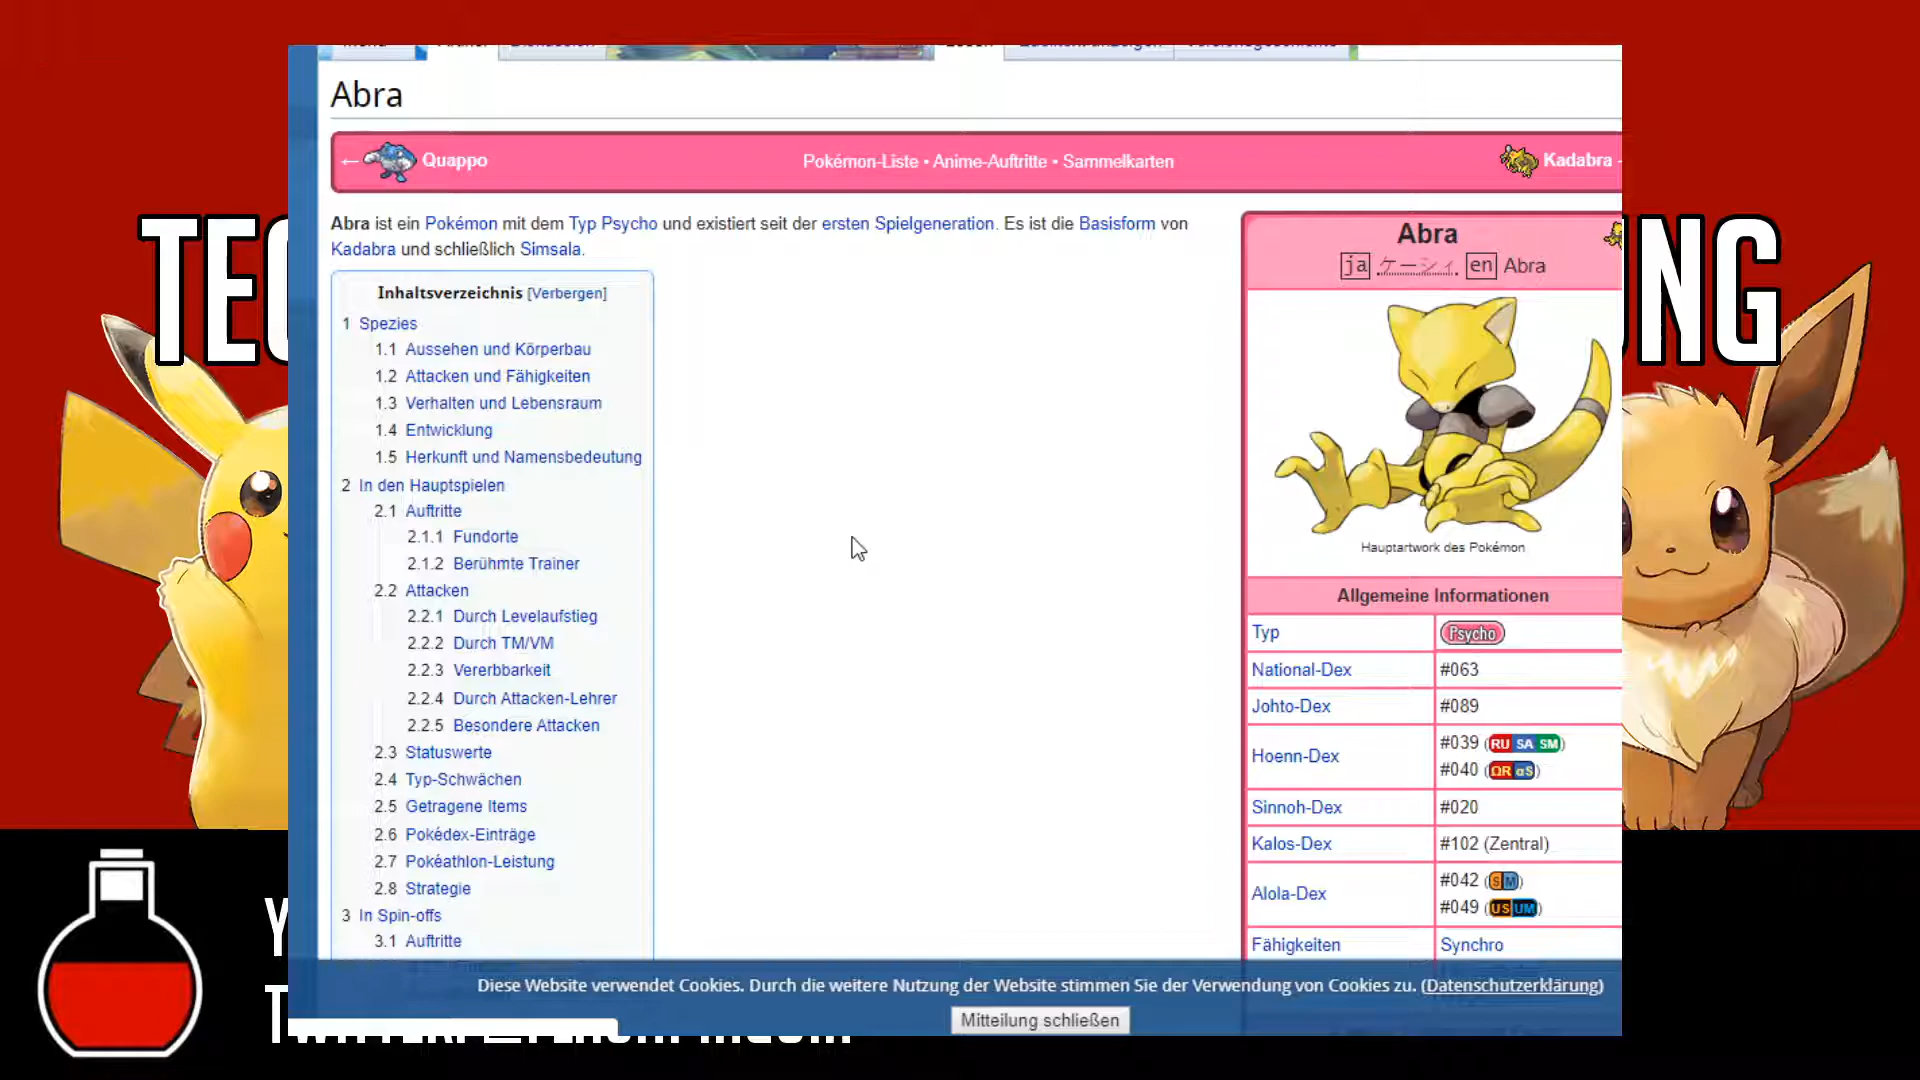 Abra
← Quappo
Pokémon-Liste • Anime-Auftritte • Sammelkarten
Kadabra
Abra ist ein Pokémon mit dem Typ Psycho und existiert seit der ersten Spielgeneration. Es ist die Basisform von
Kadabra und schließlich Simsala.
Inhaltsverzeichnis [Verbergen]
1 Spezies
1.1 Aussehen und Körperbau
1.2 Attacken und Fähigkeiten
1.3 Verhalten und Lebensraum
1.4 Entwicklung
1.5 Herkunft und Namensbedeutung
2 In den Hauptspielen
2.1 Auftritte
2.1.1 Fundorte
2.1.2 Berühmte Trainer
2.2 Attacken
2.2.1 Durch Levelaufstieg
2.2.2 Durch TM/VM
2.2.3 Vererbbarkeit
2.2.4 Durch Attacken-Lehrer
2.2.5 Besondere Attacken
2.3 Statuswerte
2.4 Typ-Schwächen
2.5 Getragene Items
2.6 Pokédex-Einträge
2.7 Pokéathlon-Leistung
2.8 Strategie
3 In Spin-offs
3.1 Auftritte
Abra
ja ケーシィ en Abra
Hauptartwork des Pokémon
Allgemeine Informationen
Typ Psycho
National-Dex #063
Johto-Dex #089
Hoenn-Dex #039 (RU SA SM)
#040 (ΩR αS)
Sinnoh-Dex #020
Kalos-Dex #102 (Zentral)
Alola-Dex #042 (S M)
#049 (US UM)
Fähigkeiten Synchro
Diese Website verwendet Cookies. Durch die weitere Nutzung der Website stimmen Sie der Verwendung von Cookies zu. (Datenschutzerklärung)
Mitteilung schließen